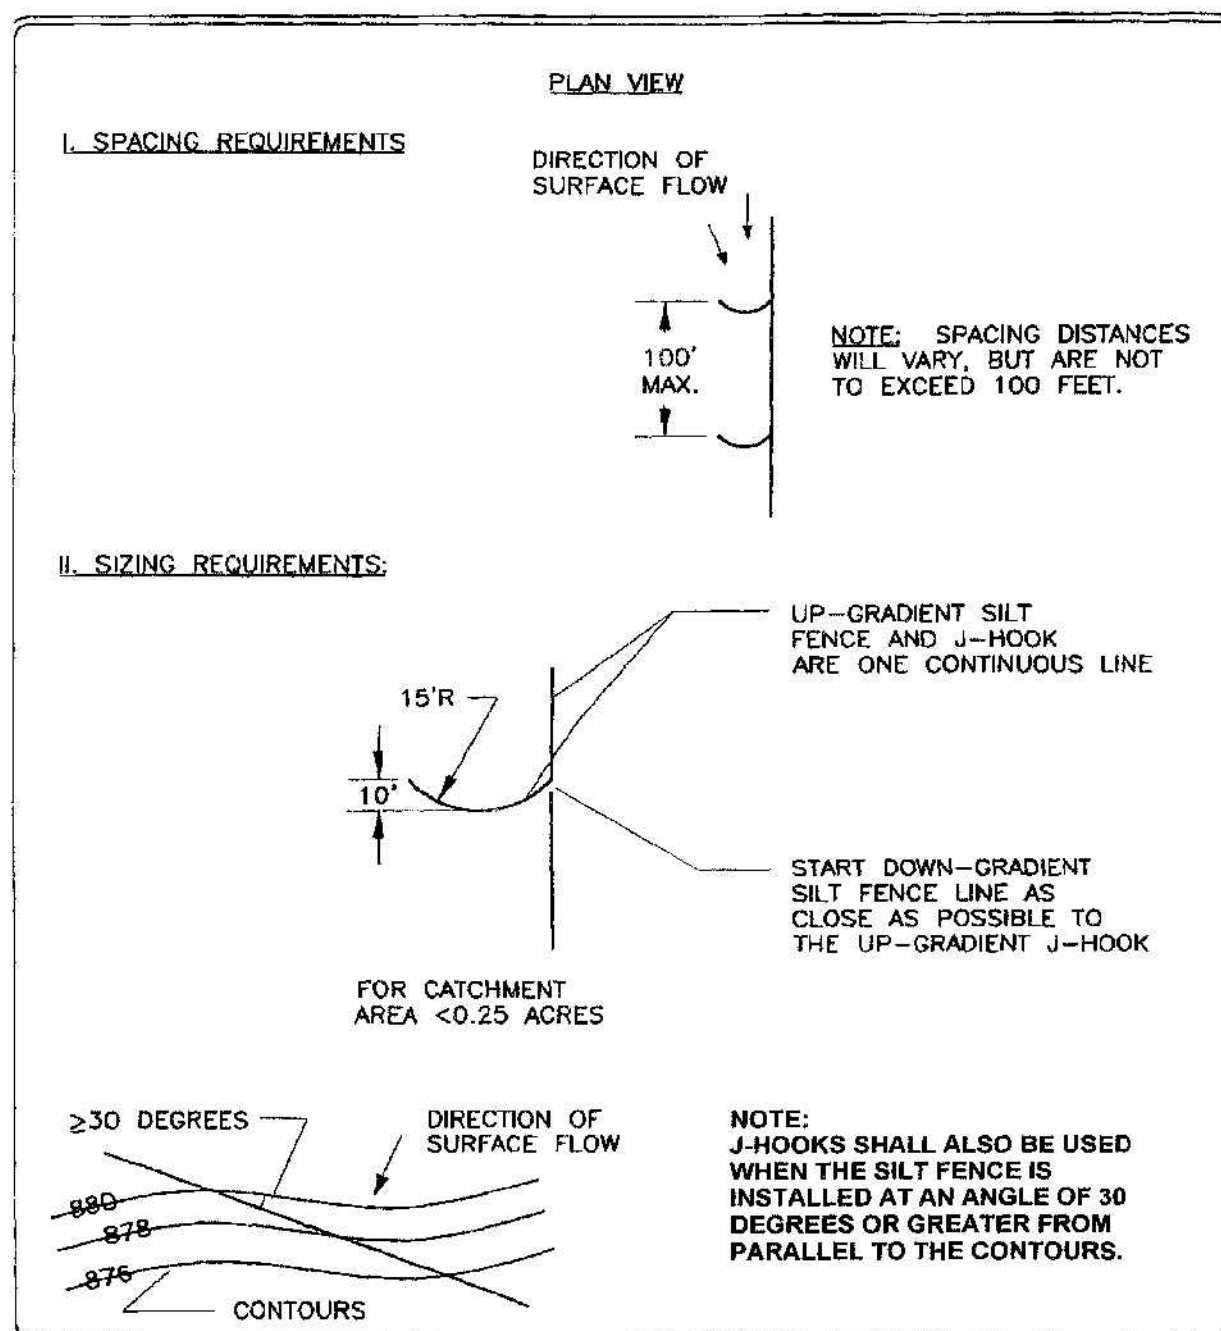 PLAN VIEW
I. SPACING REQUIREMENTS
DIRECTION OF
SURFACE FLOW
100'
MAX.
NOTE: SPACING DISTANCES
WILL VARY, BUT ARE NOT
TO EXCEED 100 FEET.
II. SIZING REQUIREMENTS:
UP-GRADIENT SILT
FENCE AND J-HOOK
ARE ONE CONTINUOUS LINE
15'R
10'
START DOWN-GRADIENT
SILT FENCE LINE AS
CLOSE AS POSSIBLE TO
THE UP-GRADIENT J-HOOK
FOR CATCHMENT
AREA <0.25 ACRES
≥30 DEGREES
DIRECTION OF
SURFACE FLOW
880
878
876
CONTOURS
NOTE:
J-HOOKS SHALL ALSO BE USED
WHEN THE SILT FENCE IS
INSTALLED AT AN ANGLE OF 30
DEGREES OR GREATER FROM
PARALLEL TO THE CONTOURS.